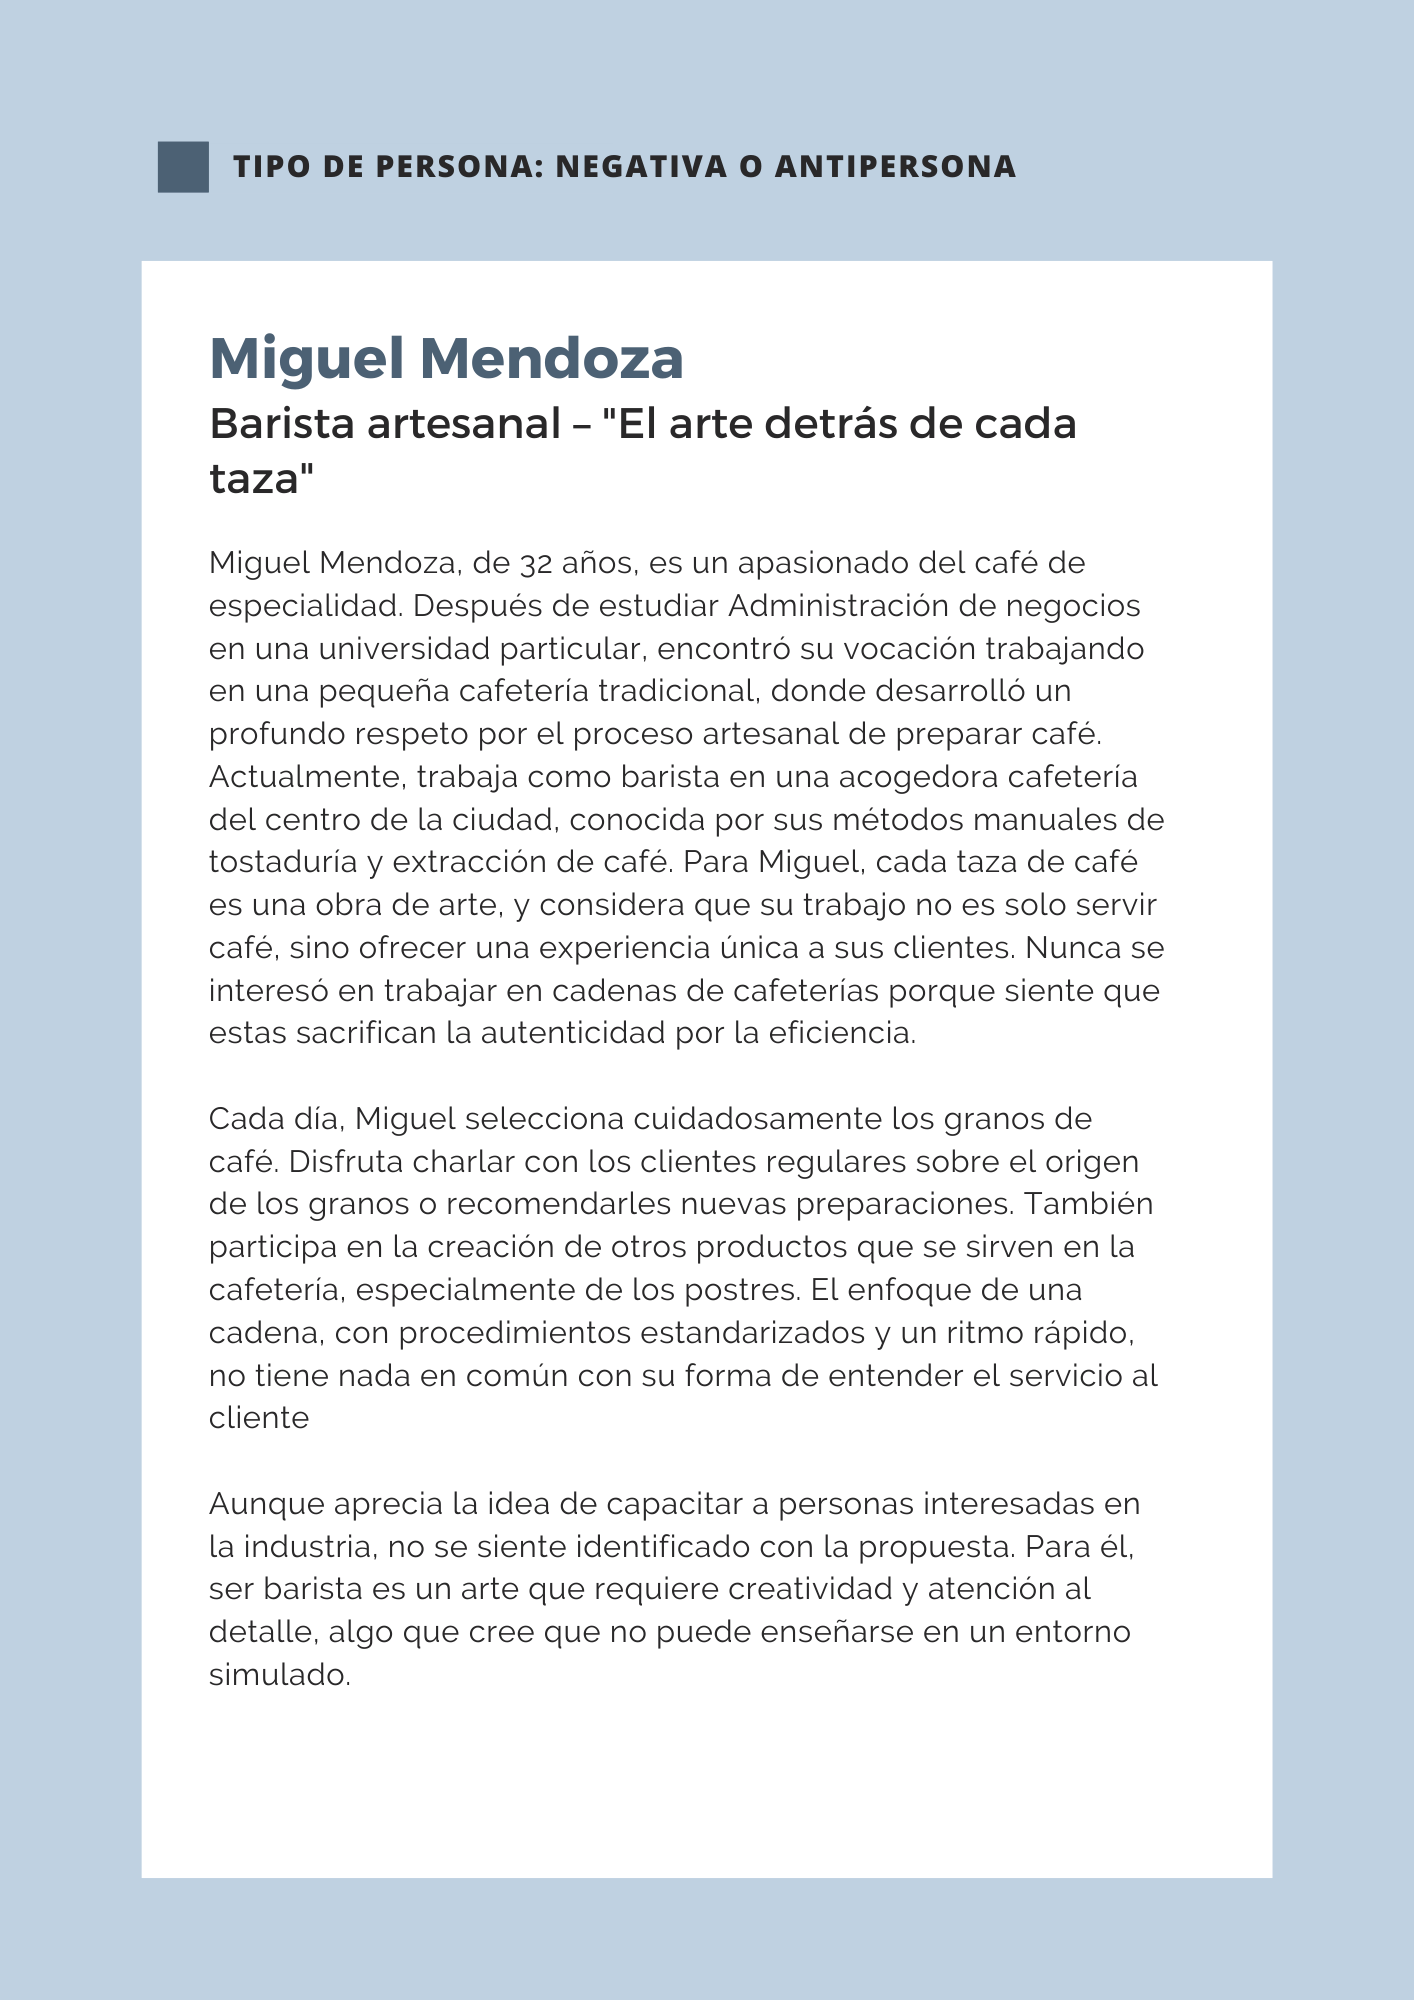 TIPO DE PERSONA: NEGATIVA O ANTIPERSONA
Miguel Mendoza
Barista artesanal – "El arte detrás de cada
taza"
Miguel Mendoza, de 32 años, es un apasionado del café de
especialidad. Después de estudiar Administración de negocios
en una universidad particular, encontró su vocación trabajando
en una pequeña cafetería tradicional, donde desarrolló un
profundo respeto por el proceso artesanal de preparar café.
Actualmente, trabaja como barista en una acogedora cafetería
del centro de la ciudad, conocida por sus métodos manuales de
tostaduría y extracción de café. Para Miguel, cada taza de café
es una obra de arte, y considera que su trabajo no es solo servir
café, sino ofrecer una experiencia única a sus clientes. Nunca se
interesó en trabajar en cadenas de cafeterías porque siente que
estas sacrifican la autenticidad por la eficiencia.
Cada día, Miguel selecciona cuidadosamente los granos de
café. Disfruta charlar con los clientes regulares sobre el origen
de los granos o recomendarles nuevas preparaciones. También
participa en la creación de otros productos que se sirven en la
cafetería, especialmente de los postres. El enfoque de una
cadena, con procedimientos estandarizados y un ritmo rápido,
no tiene nada en común con su forma de entender el servicio al
cliente
Aunque aprecia la idea de capacitar a personas interesadas en
la industria, no se siente identificado con la propuesta. Para él,
ser barista es un arte que requiere creatividad y atención al
detalle, algo que cree que no puede enseñarse en un entorno
simulado.